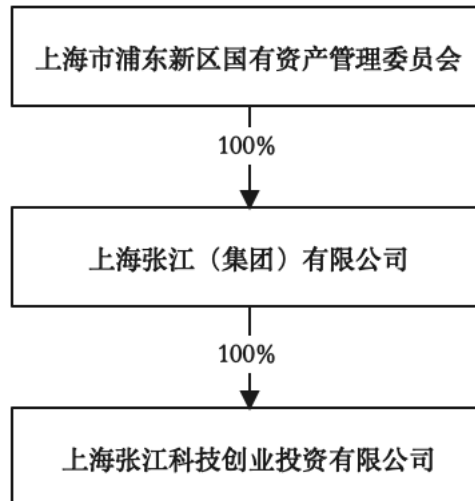 上海市浦东新区国有资产管理委员会
100%
上海张江（集团）有限公司
100%
上海张江科技创业投资有限公司